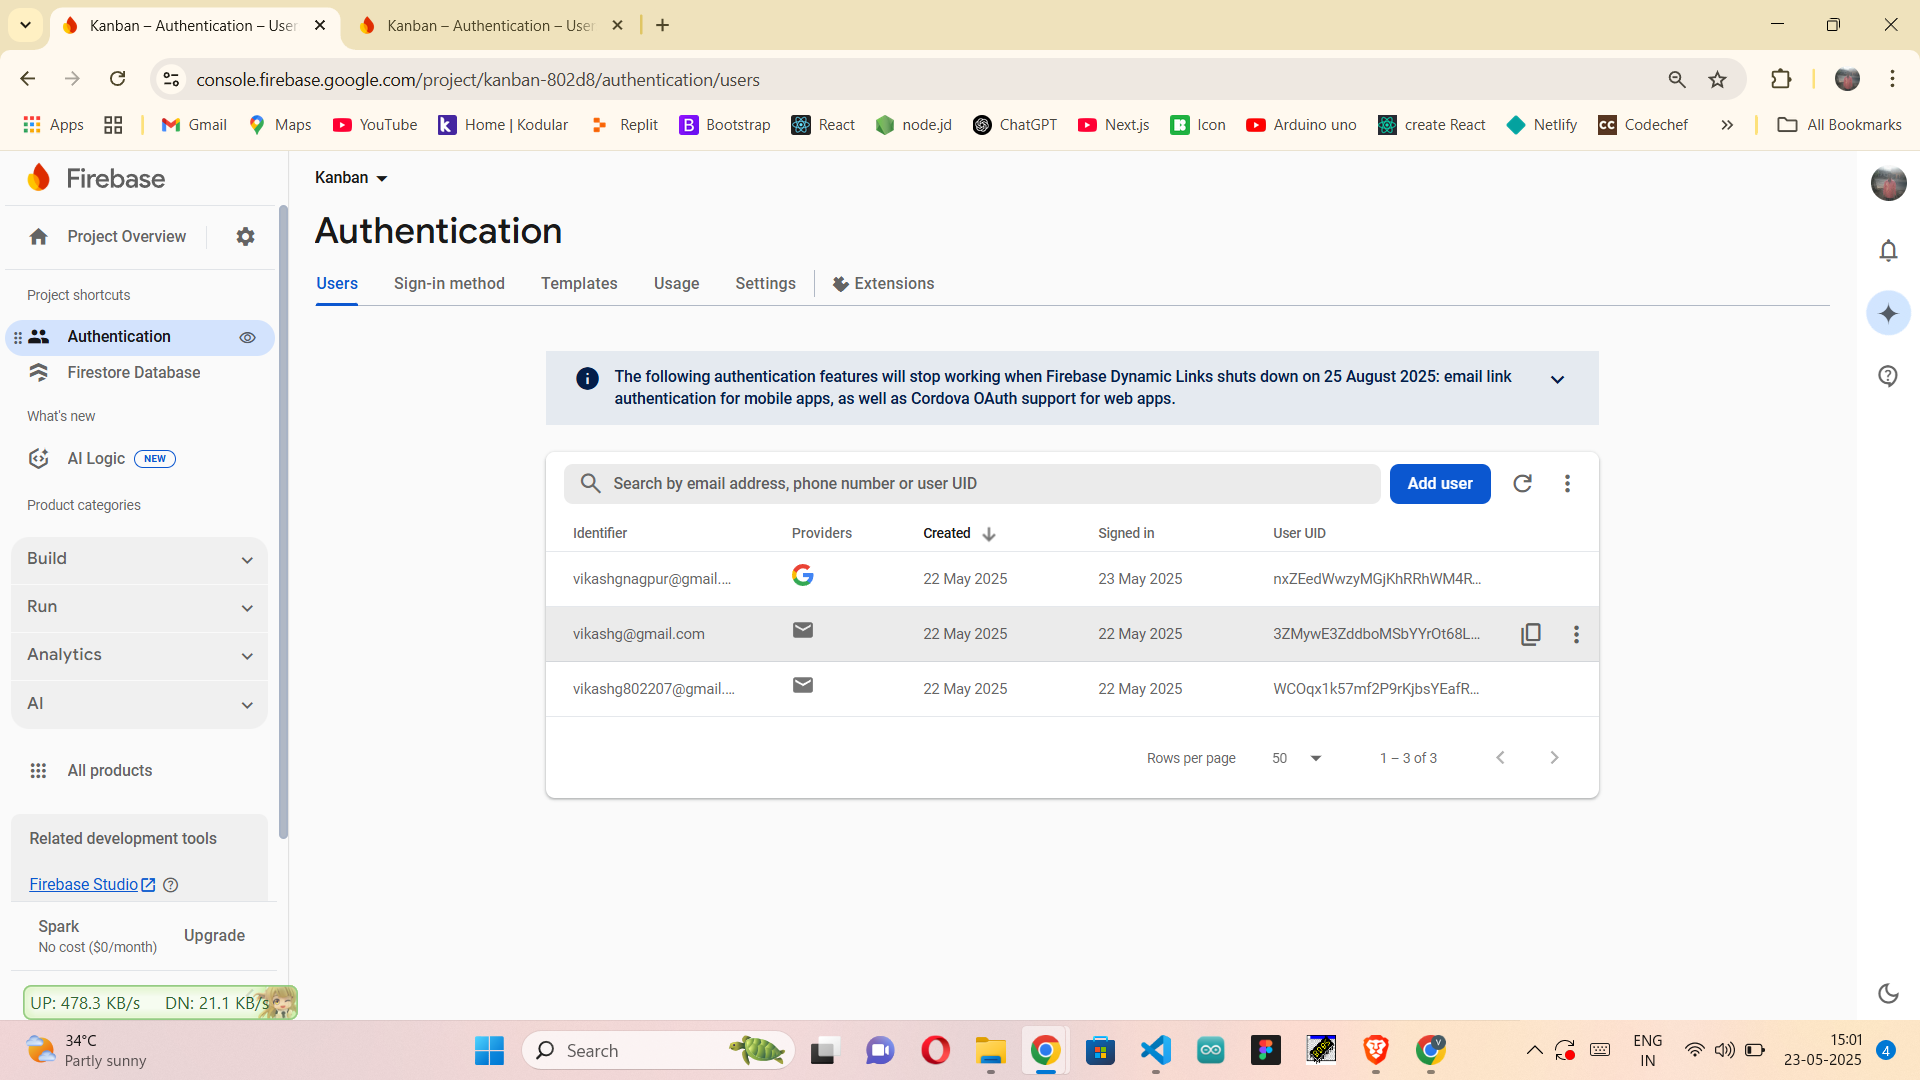 Kanban – Authentication – User
Kanban – Authentication – User
console.firebase.google.com/project/kanban-802d8/authentication/users
Apps
Gmail
Maps
YouTube
Home | Kodular
Replit
Bootstrap
React
node.jd
ChatGPT
Next.js
Icon
Arduino uno
create React
Netlify
CC
Codechef
All Bookmarks
Firebase
Kanban
Authentication
Project Overview
Users
Sign-in method
Templates
Usage
Settings
Extensions
Project shortcuts
Authentication
Firestore Database
What's new
AI Logic
NEW
Product categories
Build
Run
Analytics
AI
All products
Related development tools
Firebase Studio
Spark
No cost ($0/month)
Upgrade
The following authentication features will stop working when Firebase Dynamic Links shuts down on 25 August 2025: email link
authentication for mobile apps, as well as Cordova OAuth support for web apps.
Search by email address, phone number or user UID
Add user
Identifier Providers Created Signed in User UID
vikashgnagpur@gmail.... 22 May 2025 23 May 2025 nxZEedWwzyMGjKhRRhWM4R...
vikashg@gmail.com 22 May 2025 22 May 2025 3ZMywE3ZddboMSbYYrOt68L...
vikashg802207@gmail.... 22 May 2025 22 May 2025 WCOqx1k57mf2P9rKjbsYEafR...
Rows per page 50 1 – 3 of 3
UP: 478.3 KB/s DN: 21.1 KB/s
34°C
Partly sunny
Search
ENG
IN
15:01
23-05-2025
4